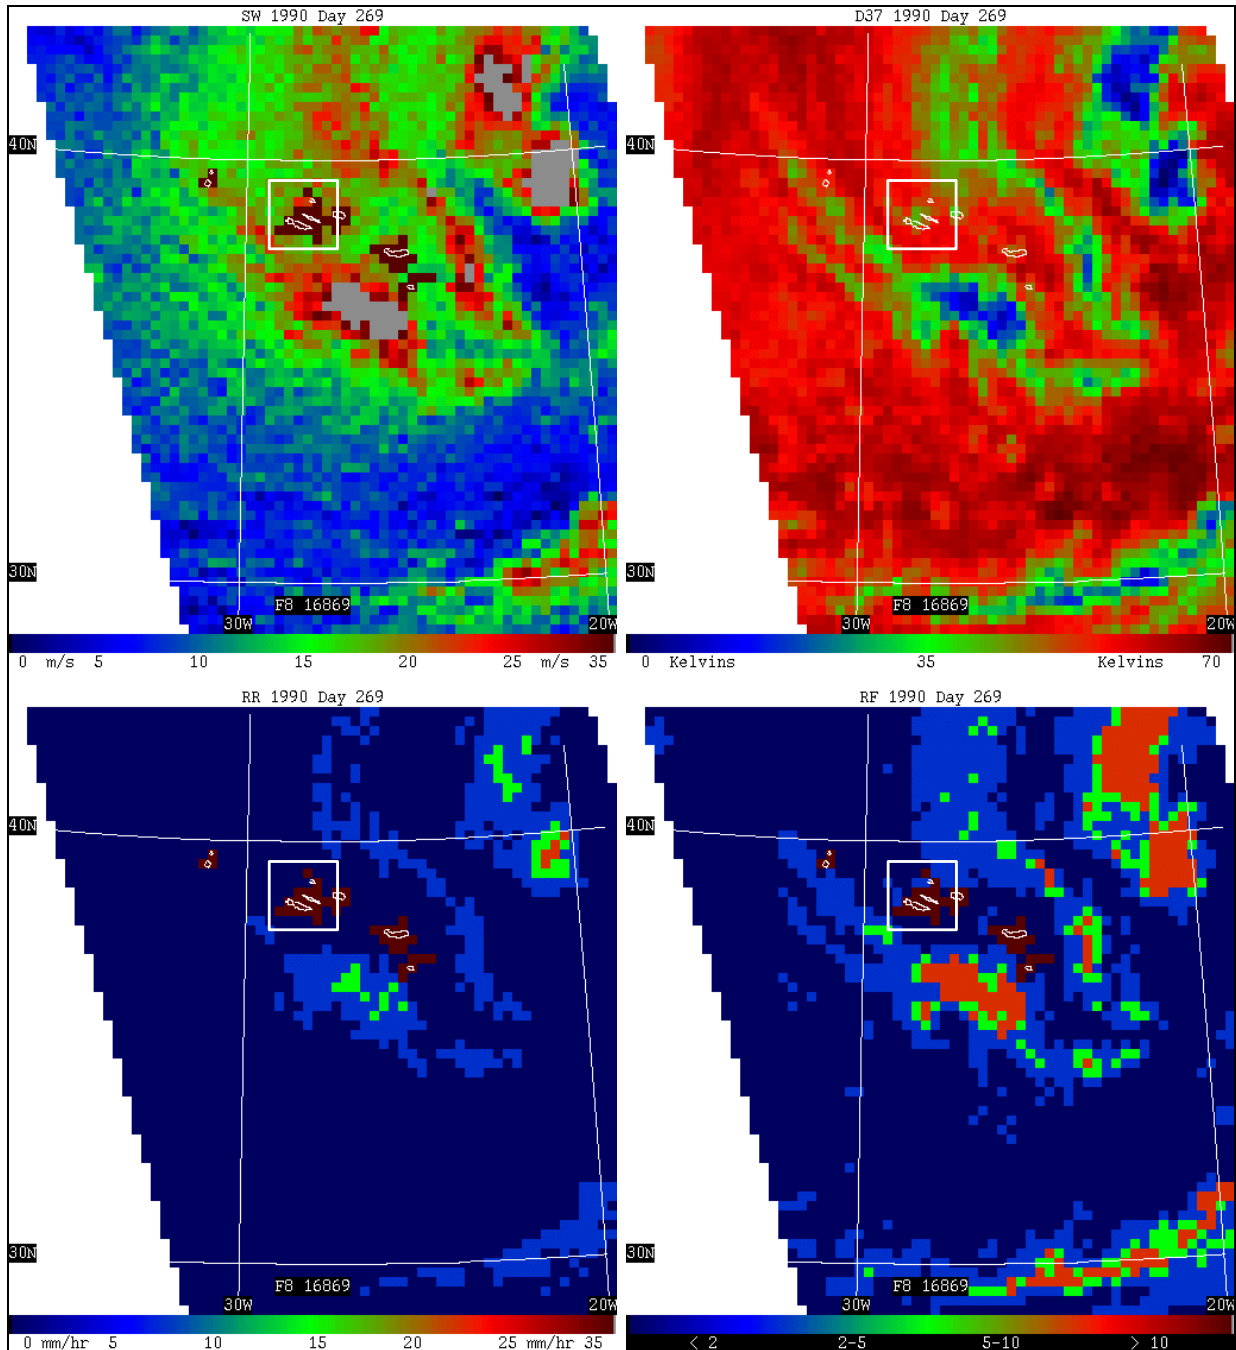 SW 1990 Day 269
D37 1990 Day 269
40N
40N
30N
30N
F8 16869
F8 16869
30W
20W
30W
20W
0 m/s 5 10 15 20 25 m/s 35
0 Kelvins 35 Kelvins 70
RR 1990 Day 269
RF 1990 Day 269
40N
40N
30N
30N
F8 16869
F8 16869
30W
20W
30W
20W
0 mm/hr 5 10 15 20 25 mm/hr 35
< 2 2-5 5-10 > 10